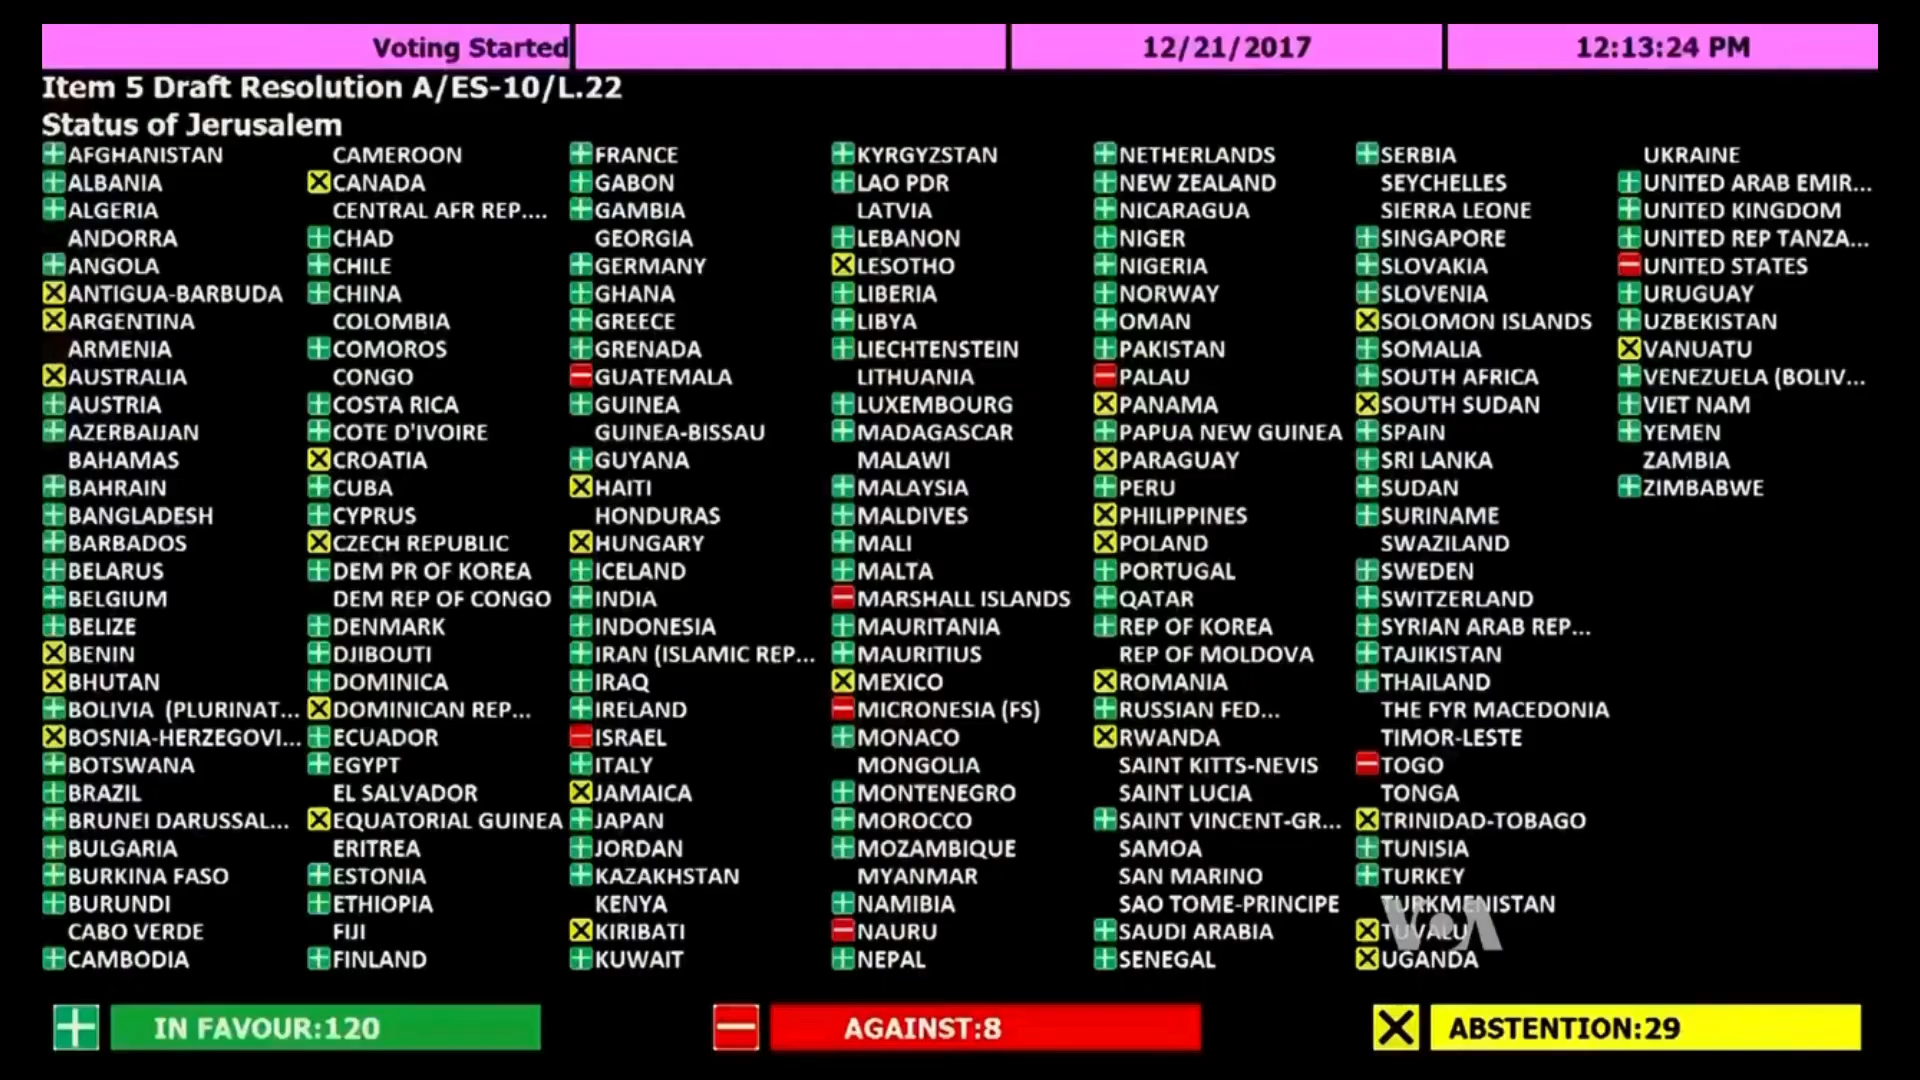 Voting Started 12/21/2017 12:13:24 PM
Item 5 Draft Resolution A/ES-10/L.22
Status of Jerusalem
AFGHANISTAN
ALBANIA
ALGERIA
ANDORRA
ANGOLA
ANTIGUA-BARBUDA
ARGENTINA
ARMENIA
AUSTRALIA
AUSTRIA
AZERBAIJAN
BAHAMAS
BAHRAIN
BANGLADESH
BARBADOS
BELARUS
BELGIUM
BELIZE
BENIN
BHUTAN
BOLIVIA (PLURINAT...
BOSNIA-HERZEGOVI...
BOTSWANA
BRAZIL
BRUNEI DARUSSAL...
BULGARIA
BURKINA FASO
BURUNDI
CABO VERDE
CAMBODIA
CAMEROON
CANADA
CENTRAL AFR REP....
CHAD
CHILE
CHINA
COLOMBIA
COMOROS
CONGO
COSTA RICA
COTE D'IVOIRE
CROATIA
CUBA
CYPRUS
CZECH REPUBLIC
DEM PR OF KOREA
DEM REP OF CONGO
DENMARK
DJIBOUTI
DOMINICA
DOMINICAN REP...
ECUADOR
EGYPT
EL SALVADOR
EQUATORIAL GUINEA
ERITREA
ESTONIA
ETHIOPIA
FIJI
FINLAND
FRANCE
GABON
GAMBIA
GEORGIA
GERMANY
GHANA
GREECE
GRENADA
GUATEMALA
GUINEA
GUINEA-BISSAU
GUYANA
HAITI
HONDURAS
HUNGARY
ICELAND
INDIA
INDONESIA
IRAN (ISLAMIC REP...
IRAQ
IRELAND
ISRAEL
ITALY
JAMAICA
JAPAN
JORDAN
KAZAKHSTAN
KENYA
KIRIBATI
KUWAIT
KYRGYZSTAN
LAO PDR
LATVIA
LEBANON
LESOTHO
LIBERIA
LIBYA
LIECHTENSTEIN
LITHUANIA
LUXEMBOURG
MADAGASCAR
MALAWI
MALAYSIA
MALDIVES
MALI
MALTA
MARSHALL ISLANDS
MAURITANIA
MAURITIUS
MEXICO
MICRONESIA (FS)
MONACO
MONGOLIA
MONTENEGRO
MOROCCO
MOZAMBIQUE
MYANMAR
NAMIBIA
NAURU
NEPAL
NETHERLANDS
NEW ZEALAND
NICARAGUA
NIGER
NIGERIA
NORWAY
OMAN
PAKISTAN
PALAU
PANAMA
PAPUA NEW GUINEA
PARAGUAY
PERU
PHILIPPINES
POLAND
PORTUGAL
QATAR
REP OF KOREA
REP OF MOLDOVA
ROMANIA
RUSSIAN FED...
RWANDA
SAINT KITTS-NEVIS
SAINT LUCIA
SAINT VINCENT-GR...
SAMOA
SAN MARINO
SAO TOME-PRINCIPE
SAUDI ARABIA
SENEGAL
SERBIA
SEYCHELLES
SIERRA LEONE
SINGAPORE
SLOVAKIA
SLOVENIA
SOLOMON ISLANDS
SOMALIA
SOUTH AFRICA
SOUTH SUDAN
SPAIN
SRI LANKA
SUDAN
SURINAME
SWAZILAND
SWEDEN
SWITZERLAND
SYRIAN ARAB REP...
TAJIKISTAN
THAILAND
THE FYR MACEDONIA
TIMOR-LESTE
TOGO
TONGA
TRINIDAD-TOBAGO
TUNISIA
TURKEY
TURKMENISTAN
TUVALU
UGANDA
UKRAINE
UNITED ARAB EMIR...
UNITED KINGDOM
UNITED REP TANZA...
UNITED STATES
URUGUAY
UZBEKISTAN
VANUATU
VENEZUELA (BOLIV...
VIET NAM
YEMEN
ZAMBIA
ZIMBABWE
VOA
IN FAVOUR:120 AGAINST:8 ABSTENTION:29